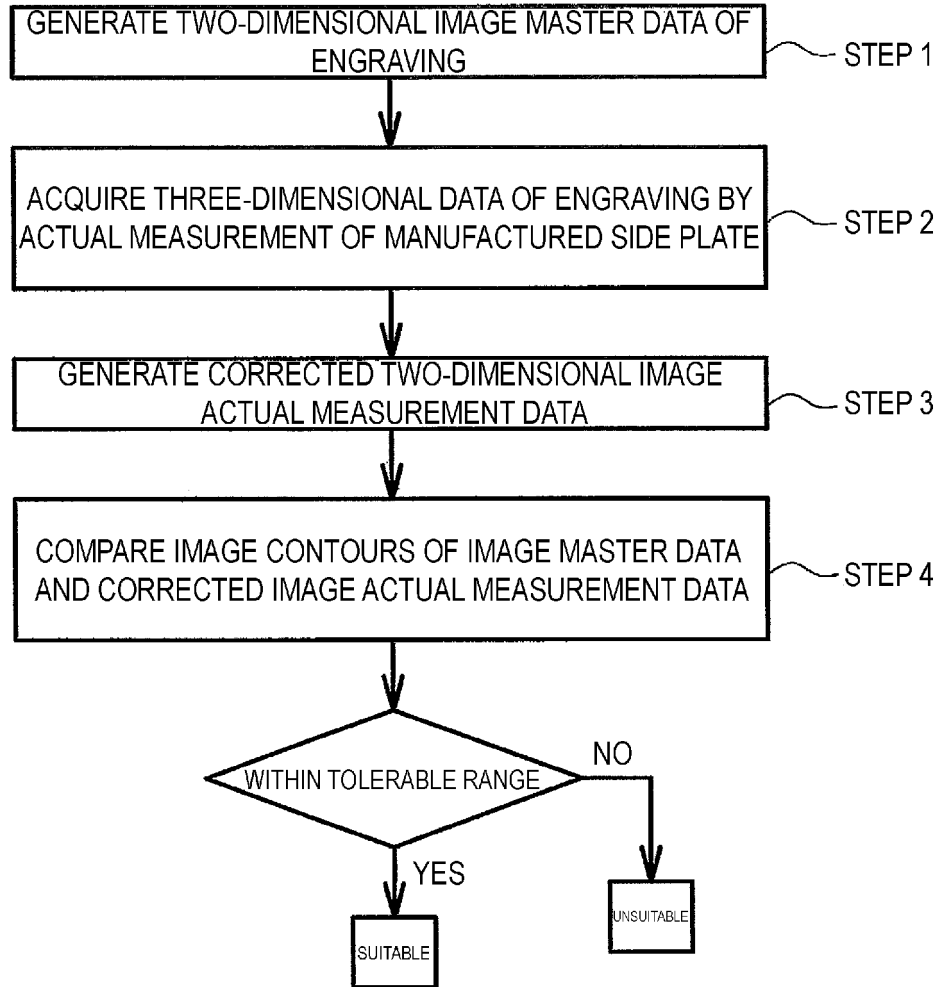 GENERATE TWO-DIMENSIONAL IMAGE MASTER DATA OF
ENGRAVING
STEP 1
ACQUIRE THREE-DIMENSIONAL DATA OF ENGRAVING BY
ACTUAL MEASUREMENT OF MANUFACTURED SIDE PLATE
STEP 2
GENERATE CORRECTED TWO-DIMENSIONAL IMAGE
ACTUAL MEASUREMENT DATA
STEP 3
COMPARE IMAGE CONTOURS OF IMAGE MASTER DATA
AND CORRECTED IMAGE ACTUAL MEASUREMENT DATA
STEP 4
WITHIN TOLERABLE RANGE
NO
YES
UNSUITABLE
SUITABLE